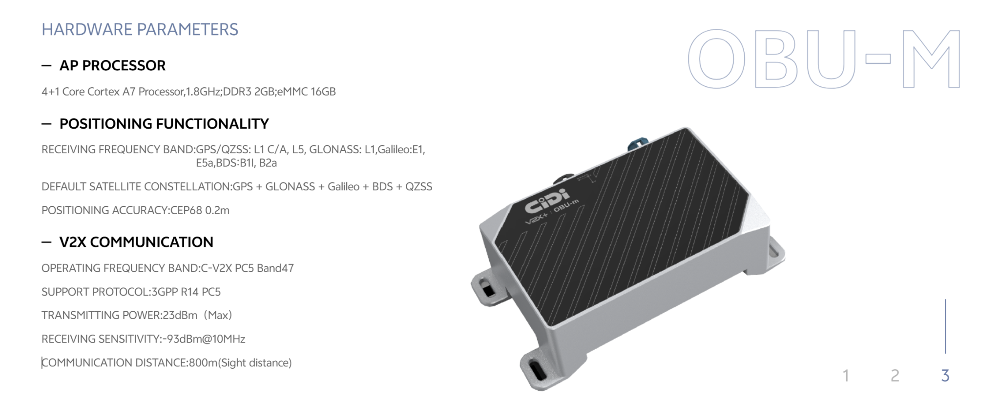 HARDWARE PARAMETERS
OBU-M
— AP PROCESSOR
4+1 Core Cortex A7 Processor,1.8GHz;DDR3 2GB;eMMC 16GB
— POSITIONING FUNCTIONALITY
RECEIVING FREQUENCY BAND:GPS/QZSS: L1 C/A, L5, GLONASS: L1,Galileo:E1,
E5a,BDS:B1I, B2a
DEFAULT SATELLITE CONSTELLATION:GPS + GLONASS + Galileo + BDS + QZSS
POSITIONING ACCURACY:CEP68 0.2m
— V2X COMMUNICATION
OPERATING FREQUENCY BAND:C-V2X PC5 Band47
SUPPORT PROTOCOL:3GPP R14 PC5
TRANSMITTING POWER:23dBm（Max）
RECEIVING SENSITIVITY:-93dBm@10MHz
COMMUNICATION DISTANCE:800m(Sight distance)
CiDi
V2X+ | OBU-m
1 2 3